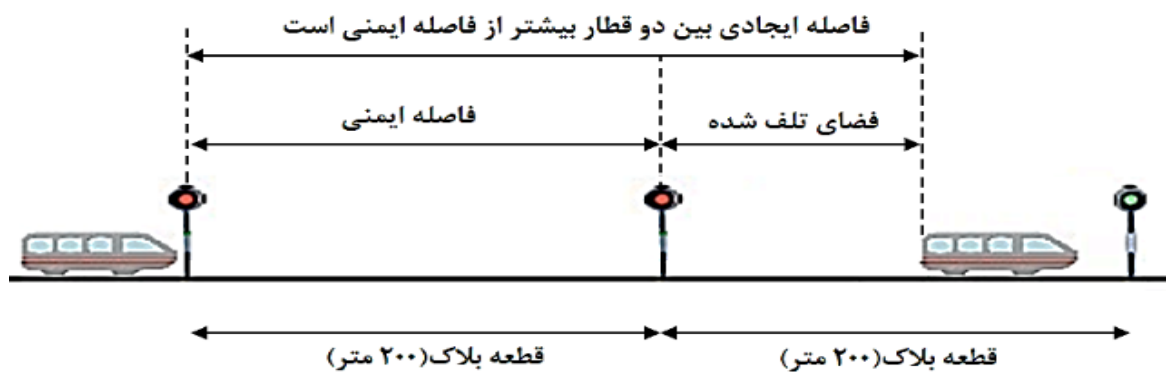 فاصله ایجادی بین دو قطار بیشتر از فاصله ایمنی است
فضای تلف شده
فاصله ایمنی
قطعه بلاک(۲۰۰ متر)
قطعه بلاک(۲۰۰ متر)